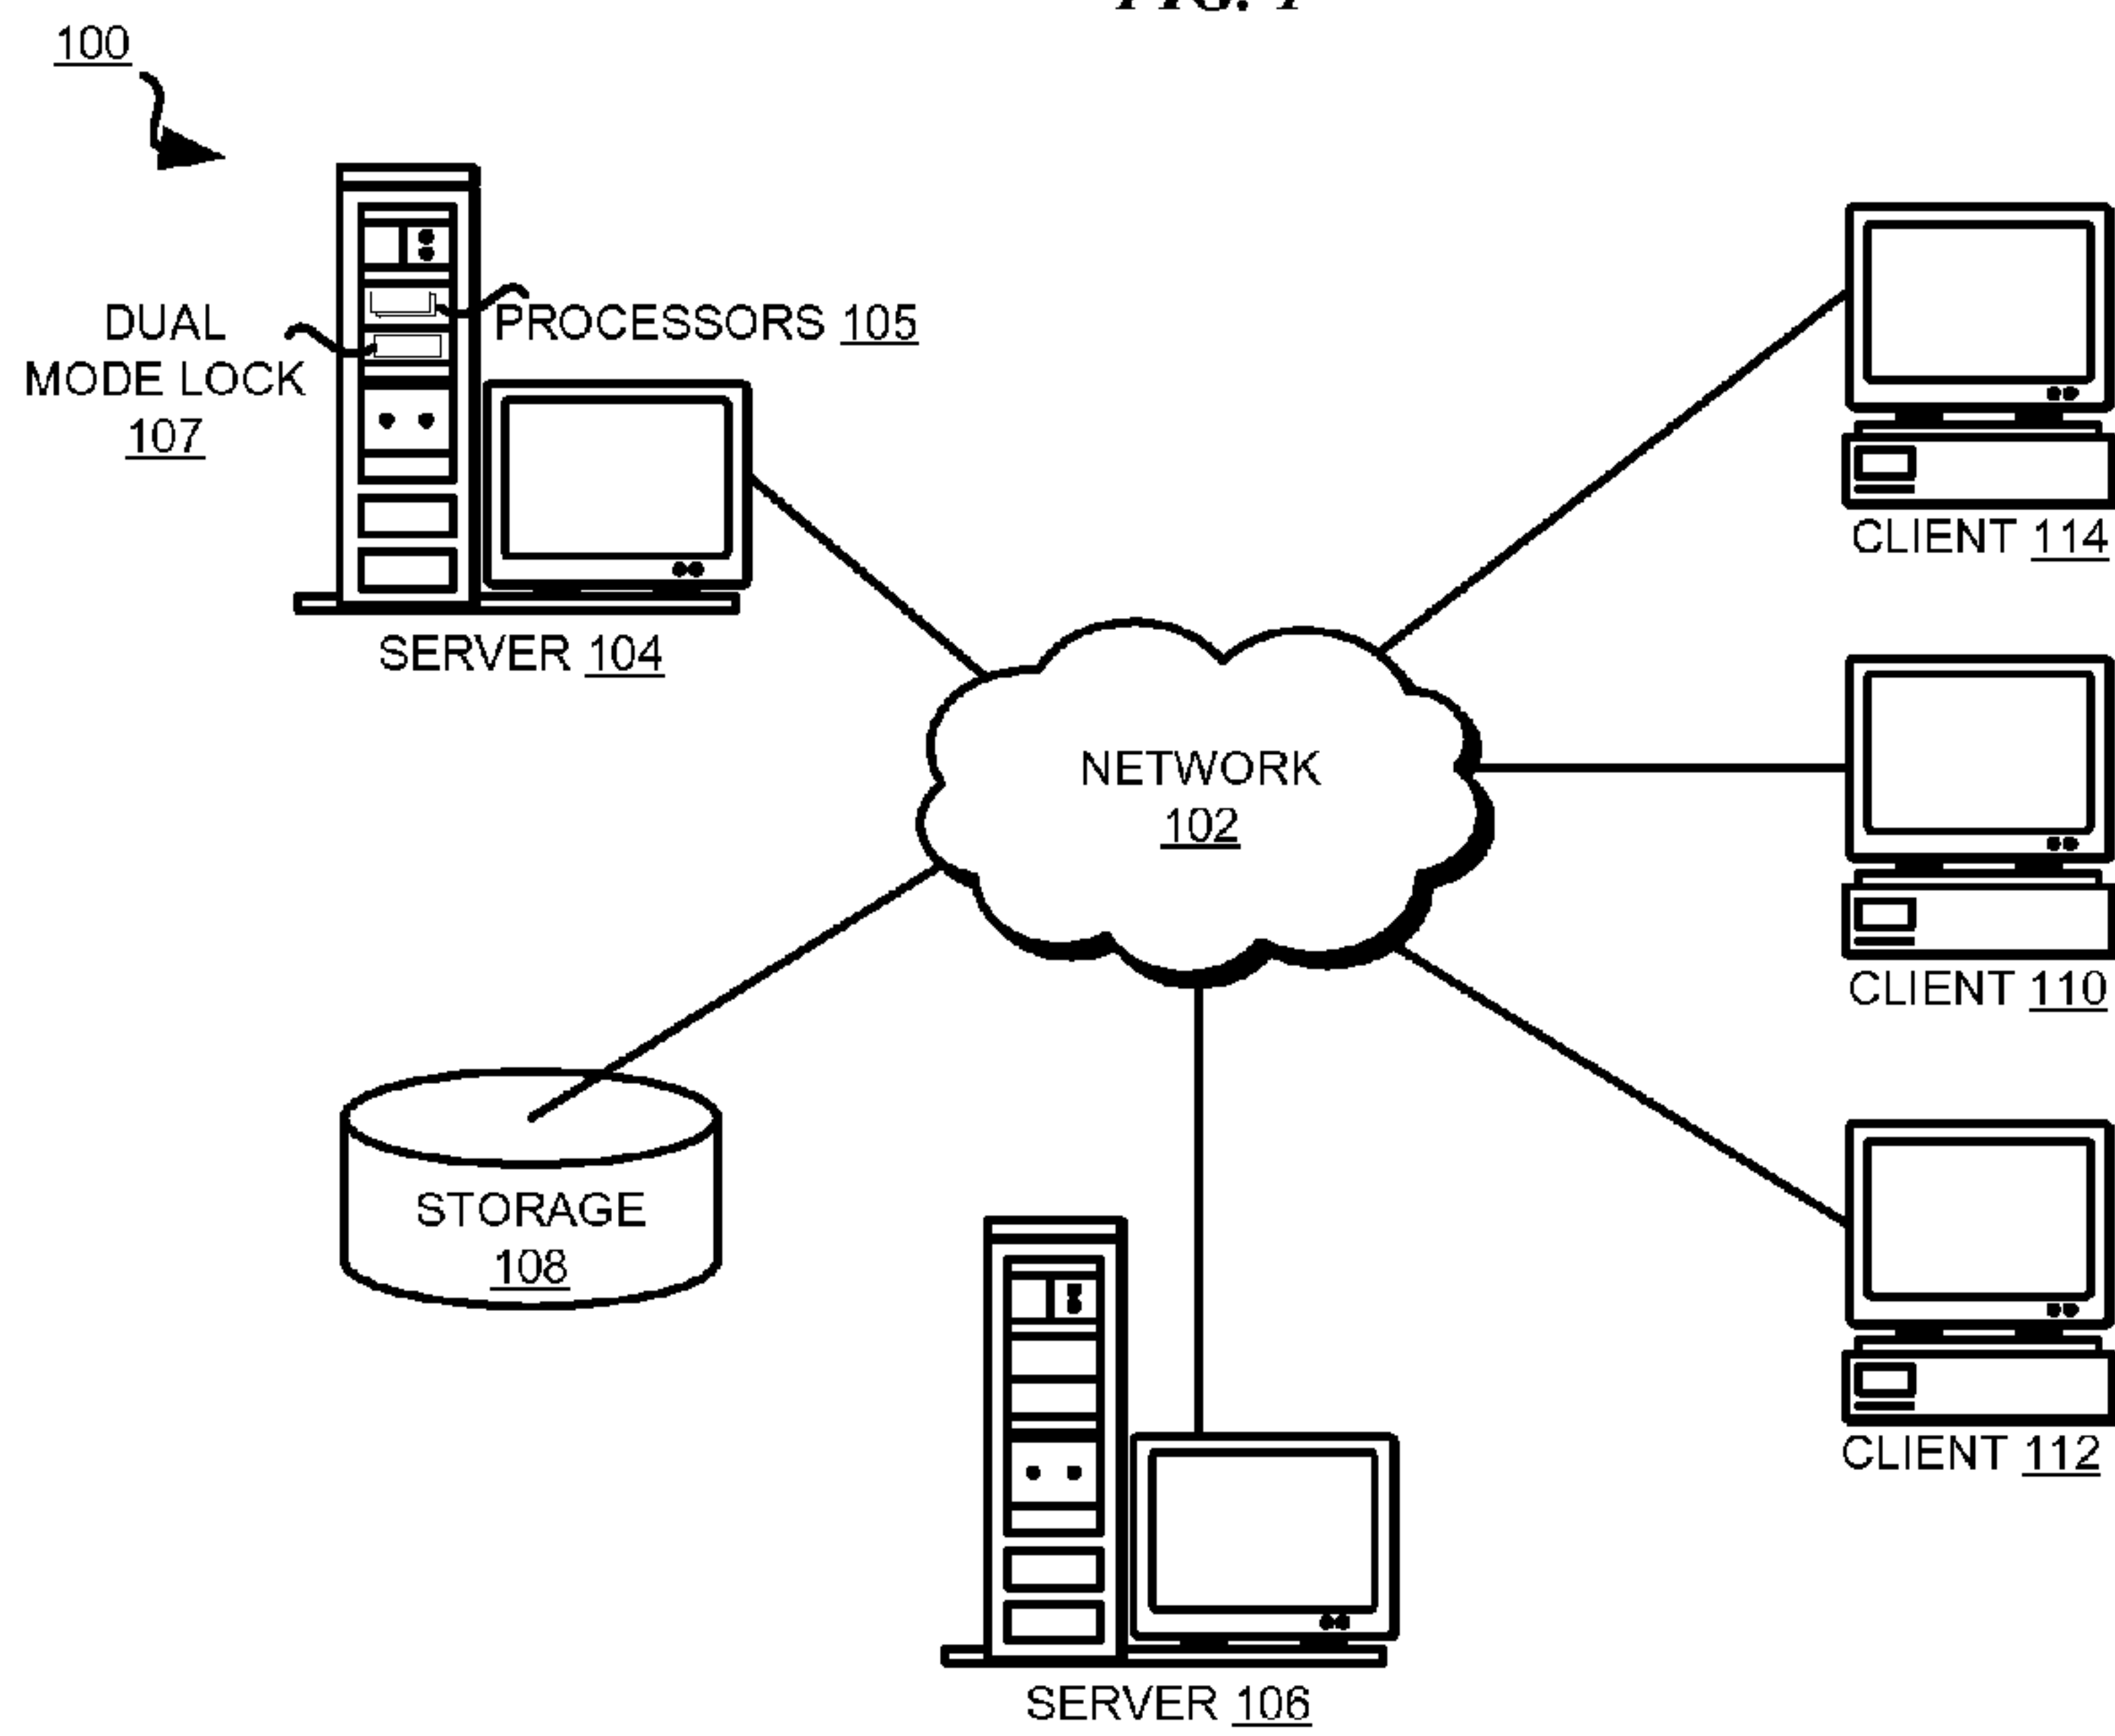 100
PROCESSORS 105
DUAL
MODE LOCK
107
SERVER 104
CLIENT 114
NETWORK
102
CLIENT 110
STORAGE
108
CLIENT 112
SERVER 106